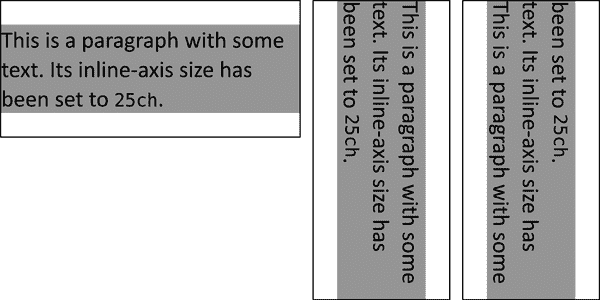 This is a paragraph with some
text. Its inline-axis size has
been set to 25ch.
This is a paragraph with some
text. Its inline-axis size has
been set to 25ch.
This is a paragraph with some
text. Its inline-axis size has
been set to 25ch.